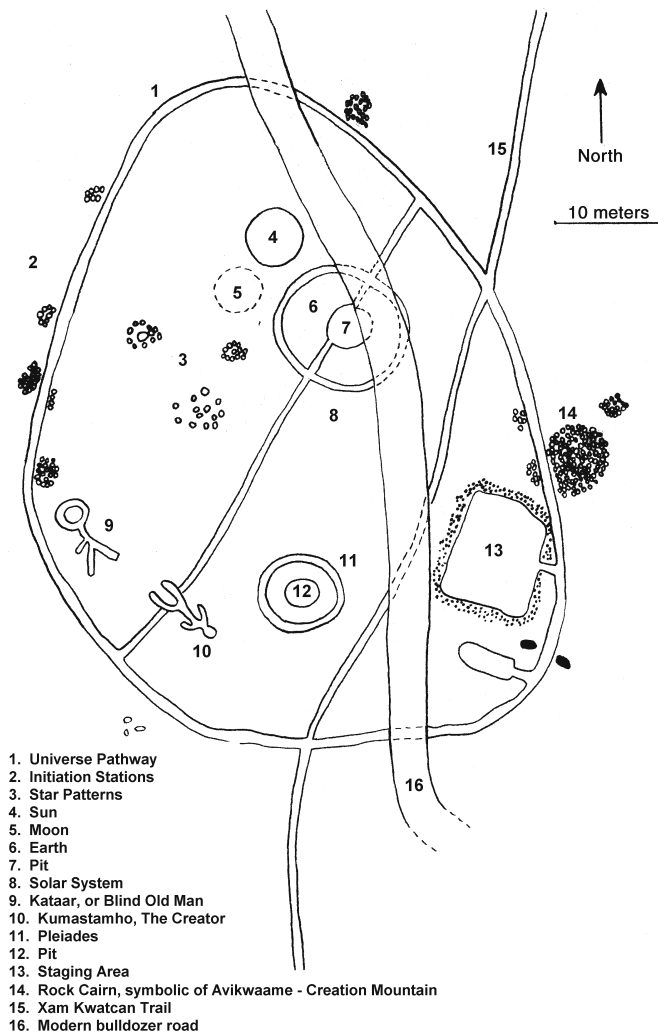 1
15
North
10 meters
4
2
5
6
7
3
8
14
9
11
13
12
10
16
1. Universe Pathway
2. Initiation Stations
3. Star Patterns
4. Sun
5. Moon
6. Earth
7. Pit
8. Solar System
9. Kataar, or Blind Old Man
10. Kumastamho, The Creator
11. Pleiades
12. Pit
13. Staging Area
14. Rock Cairn, symbolic of Avikwaame - Creation Mountain
15. Xam Kwatcan Trail
16. Modern bulldozer road